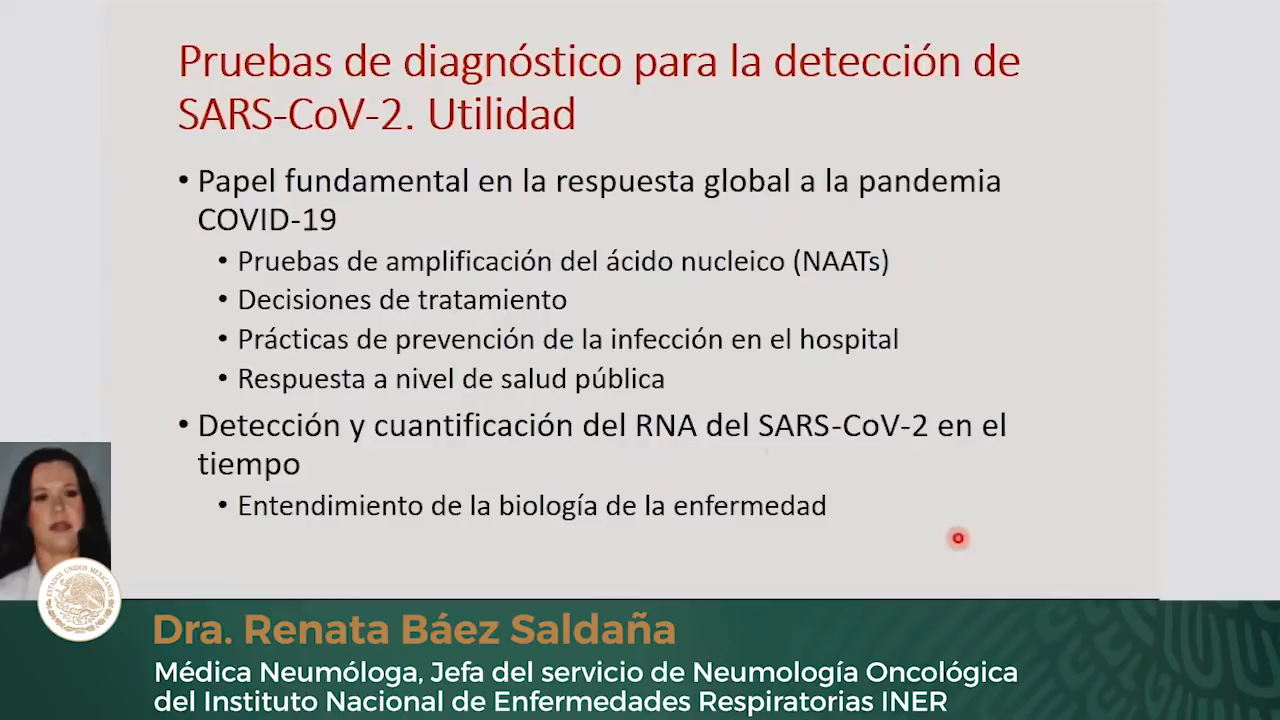 Pruebas de diagnóstico para la detección de
SARS-CoV-2. Utilidad
• Papel fundamental en la respuesta global a la pandemia
COVID-19
• Pruebas de amplificación del ácido nucleico (NAATs)
• Decisiones de tratamiento
• Prácticas de prevención de la infección en el hospital
• Respuesta a nivel de salud pública
• Detección y cuantificación del RNA del SARS-CoV-2 en el
tiempo
• Entendimiento de la biología de la enfermedad
ESTADOS UNIDOS MEXICANOS
Dra. Renata Báez Saldaña
Médica Neumóloga, Jefa del servicio de Neumología Oncológica
del Instituto Nacional de Enfermedades Respiratorias INER